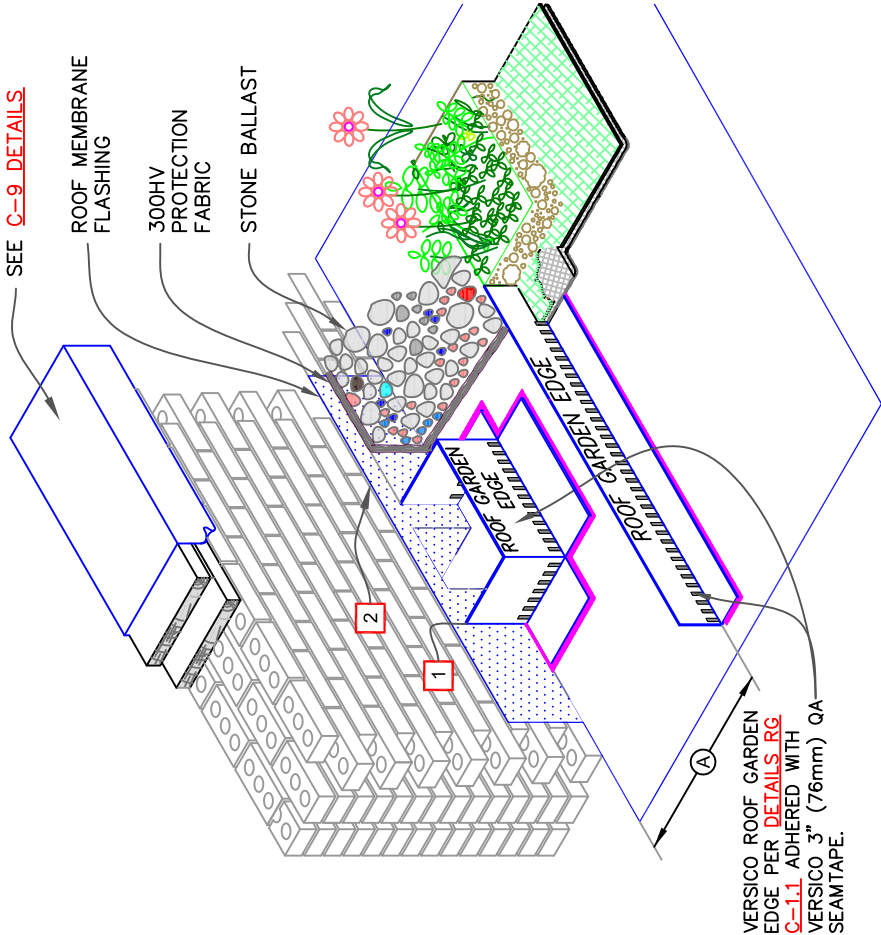 SEE C-9 DETAILS
ROOF MEMBRANE
FLASHING
300HV
PROTECTION
FABRIC
STONE BALLAST
2
1
ROOF GARDEN
EDGE
ROOF GARDEN EDGE
A
VERSICO ROOF GARDEN
EDGE PER DETAILS RG
C-1.1 ADHERED WITH
VERSICO 3" (76mm) QA
SEAMTAPE.